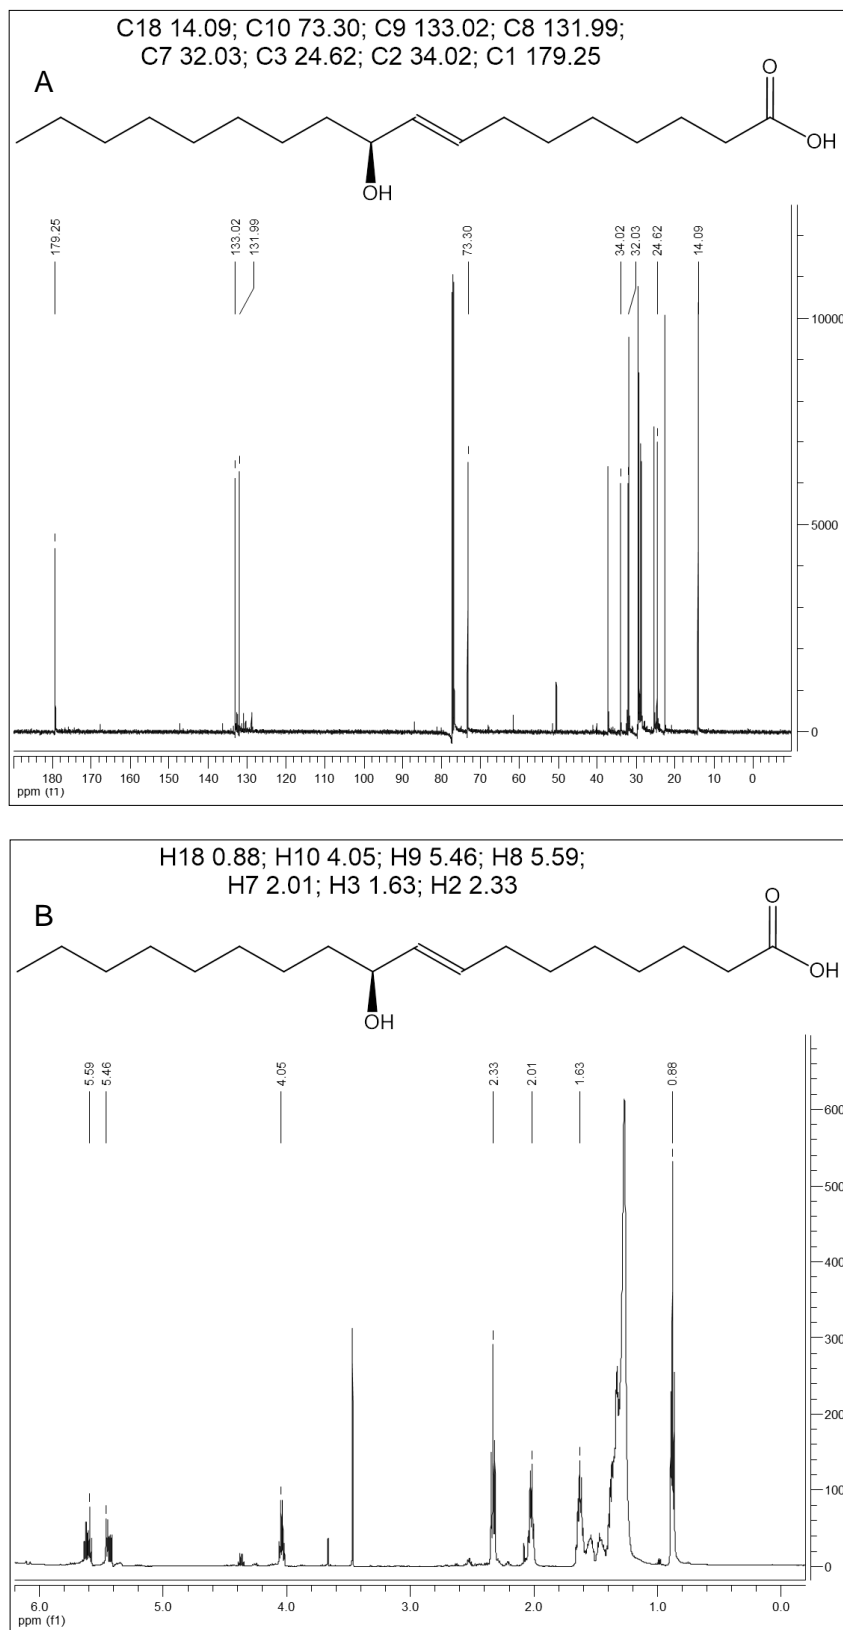 C18 14.09; C10 73.30; C9 133.02; C8 131.99;
C7 32.03; C3 24.62; C2 34.02; C1 179.25
A
O
OH
OH
179.25
133.02
131.99
73.30
34.02
32.03
24.62
14.09
10000
5000
0
180 170 160 150 140 130 120 110 100 90 80 70 60 50 40 30 20 10 0
ppm (f1)
H18 0.88; H10 4.05; H9 5.46; H8 5.59;
H7 2.01; H3 1.63; H2 2.33
B
O
OH
OH
5.59
5.46
4.05
2.33
2.01
1.63
0.88
600
500
400
300
200
100
0
6.0 5.0 4.0 3.0 2.0 1.0 0.0
ppm (f1)